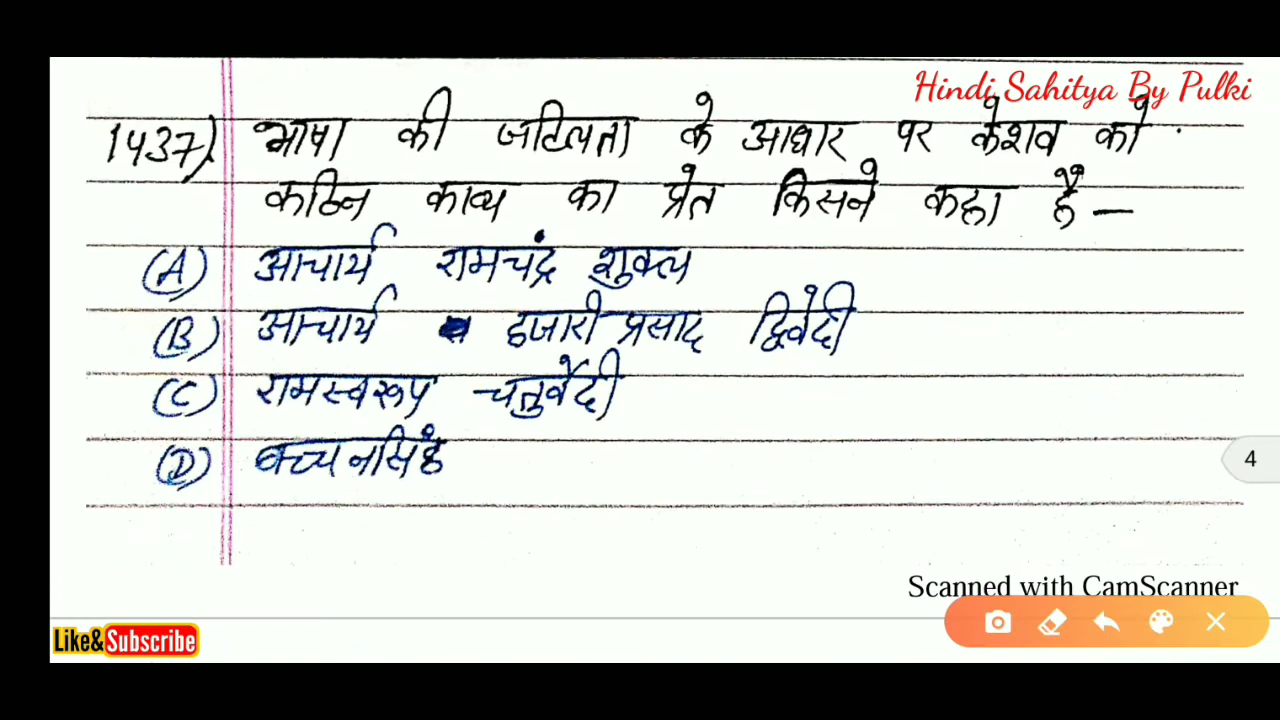 Hindi Sahitya By Pulki
1437) भाषा की जटिलता के आधार पर केशव को
कठिन काव्य का प्रेत किसने कहा है —
(A) आचार्य रामचंद्र शुक्ल
(B) आचार्य हजारी प्रसाद द्विवेदी
(C) रामस्वरूप चतुर्वेदी
(D) बच्चनसिंह
4
Scanned with CamScanner
Like& Subscribe